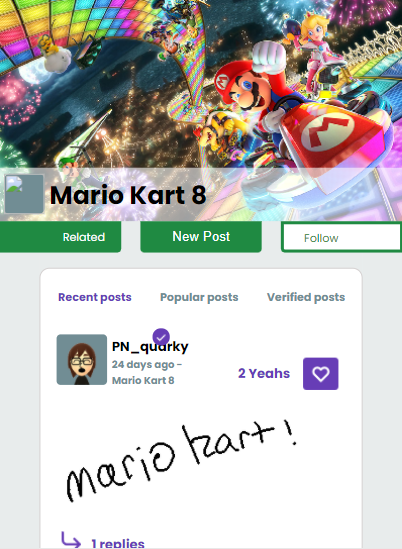 Mario Kart 8
Related
New Post
Follow
Recent posts
Popular posts
Verified posts
PN_quarky
24 days ago -
Mario Kart 8
2 Yeahs
mario kart!
1 replies